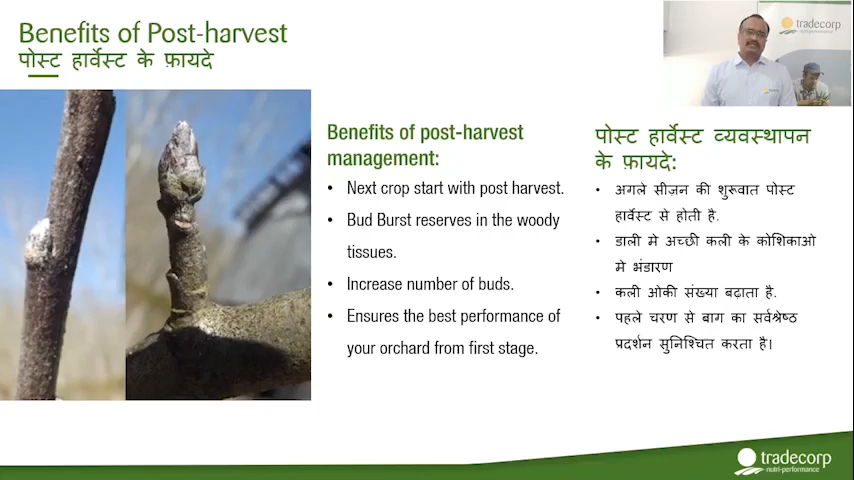 Benefits of Post-harvest
पोस्ट हार्वेस्ट के फ़ायदे
tradecorp
nutri-performance
Benefits of post-harvest
management:
• Next crop start with post harvest.
• Bud Burst reserves in the woody
tissues.
• Increase number of buds.
• Ensures the best performance of
your orchard from first stage.
पोस्ट हार्वेस्ट व्यवस्थापन
के फ़ायदे:
• अगले सीजन की शुरूवात पोस्ट
हार्वेस्ट से होती है.
• डाली मे अच्छी कली के कोशिकाओ
मे भंडारण
• कली ओकी संख्या बढ़ाता है.
• पहले चरण से बाग का सर्वश्रेष्ठ
प्रदर्शन सुनिश्चित करता है।
tradecorp
nutri-performance